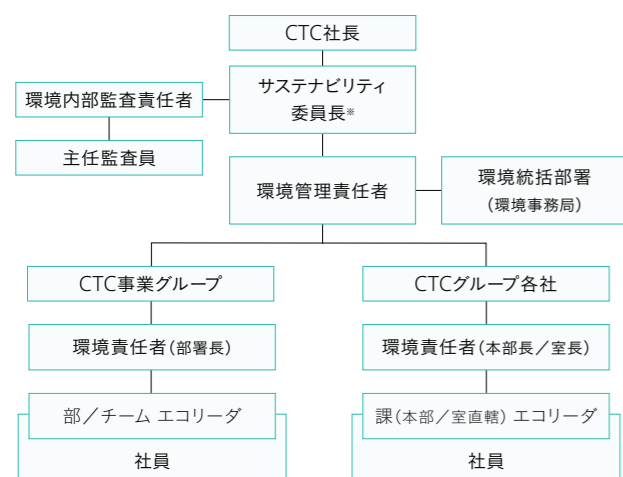 CTC社長
サステナビリティ
委員長※
環境内部監査責任者
主任監査員
環境管理責任者
環境統括部署
(環境事務局)
CTC事業グループ
CTCグループ各社
環境責任者(部署長)
環境責任者(本部長／室長)
部／チーム エコリーダ
課(本部／室直轄) エコリーダ
社員
社員